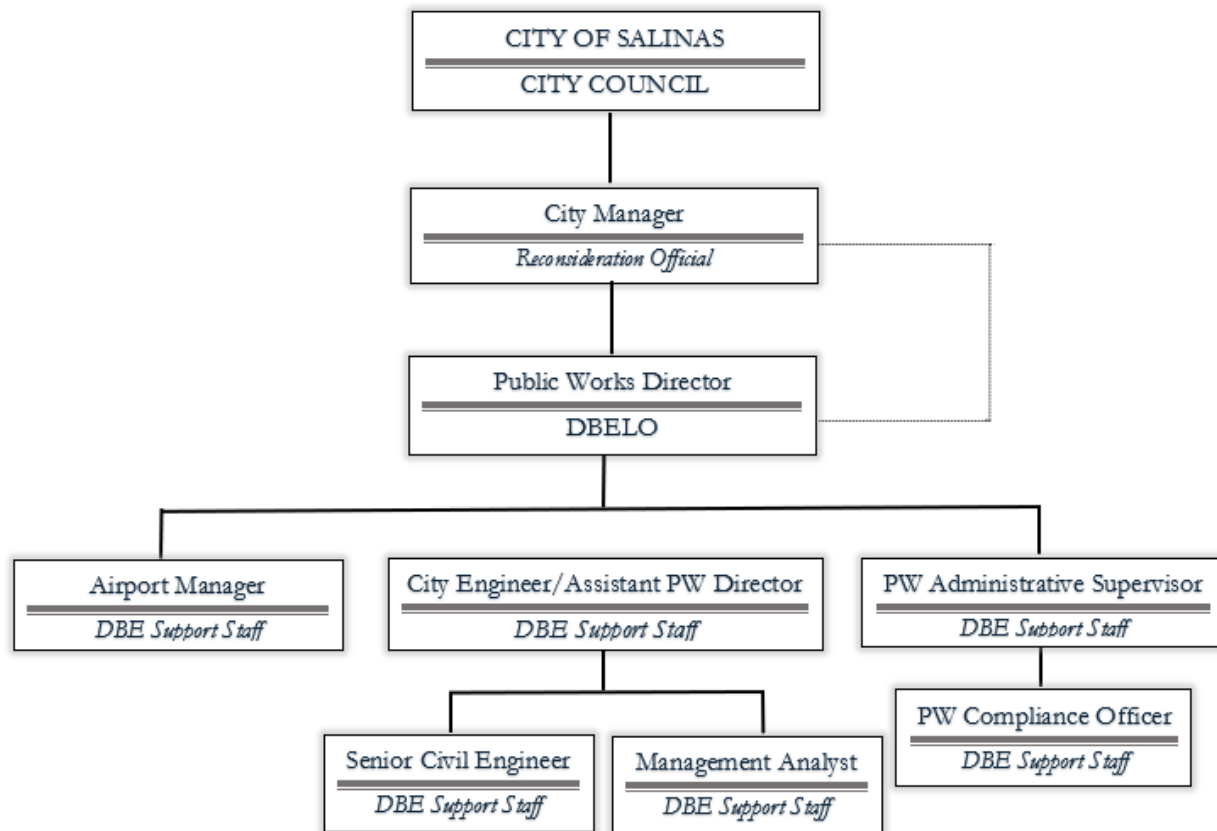 CITY OF SALINAS
CITY COUNCIL
City Manager
Reconsideration Official
Public Works Director
DBELO
Airport Manager
DBE Support Staff
City Engineer/Assistant PW Director
DBE Support Staff
PW Administrative Supervisor
DBE Support Staff
Senior Civil Engineer
DBE Support Staff
Management Analyst
DBE Support Staff
PW Compliance Officer
DBE Support Staff